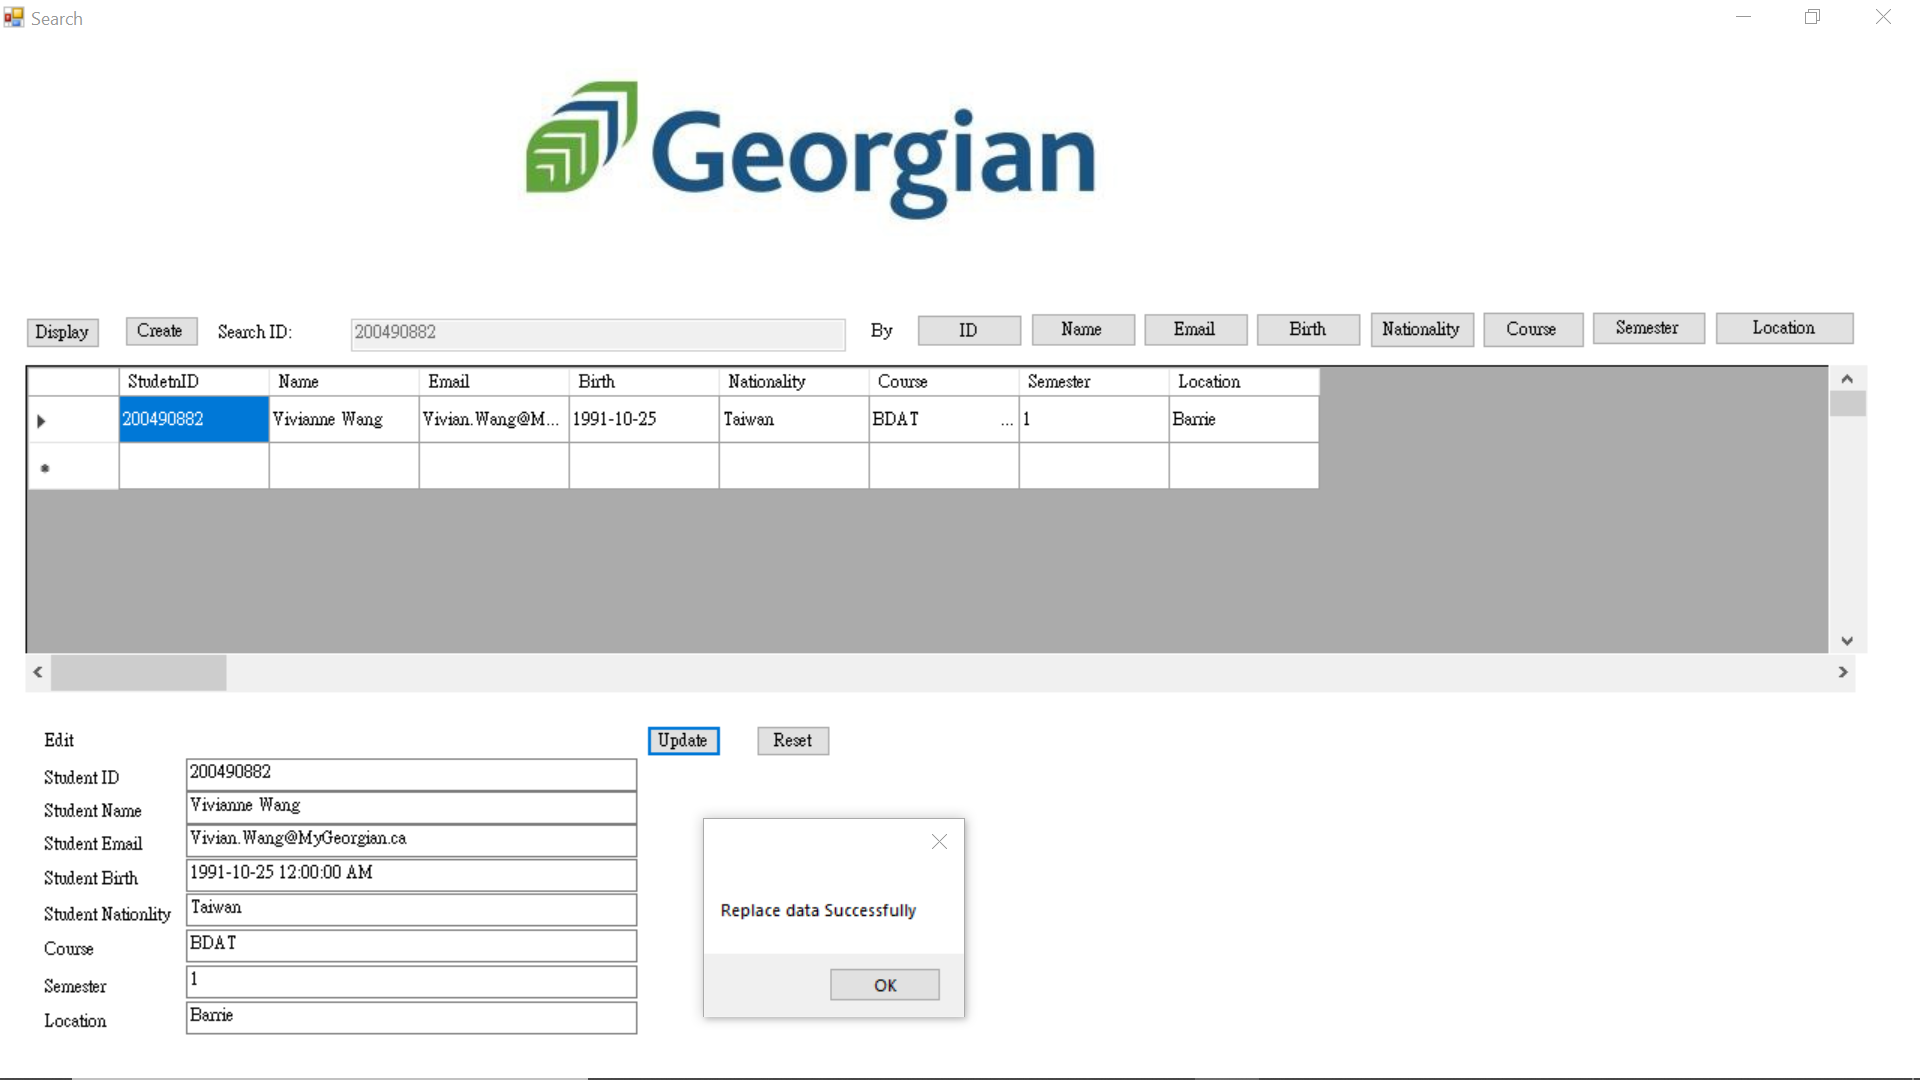 Search
Georgian
Display Create Search ID: 200490882 By ID Name Email Birth Nationality Course Semester Location
StudetnID Name Email Birth Nationality Course Semester Location
200490882 Vivianne Wang Vivian.Wang@M... 1991-10-25 Taiwan BDAT ... 1 Barrie
Edit Update Reset
Student ID 200490882
Student Name Vivianne Wang
Student Email Vivian.Wang@MyGeorgian.ca
Student Birth 1991-10-25 12:00:00 AM
Student Nationlity Taiwan
Course BDAT
Semester 1
Location Barrie
Replace data Successfully
OK